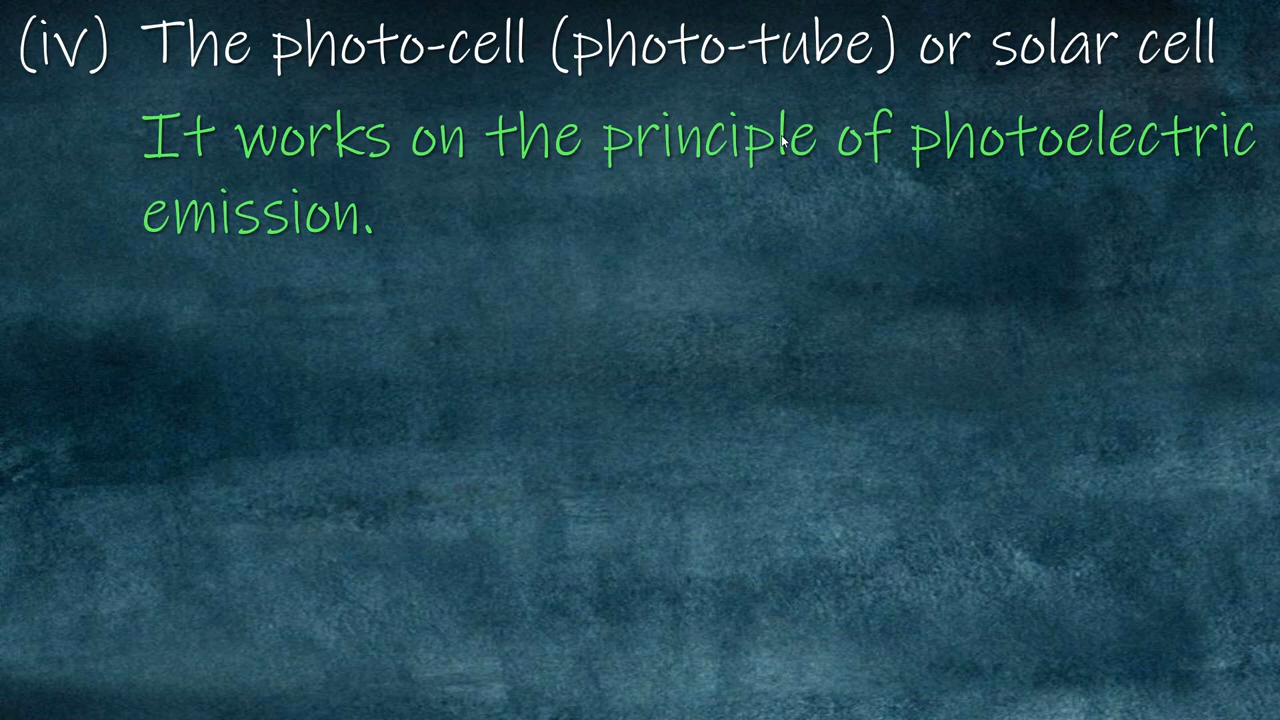 (iv) The photo-cell (photo-tube) or solar cell
It works on the principle of photoelectric
emission.